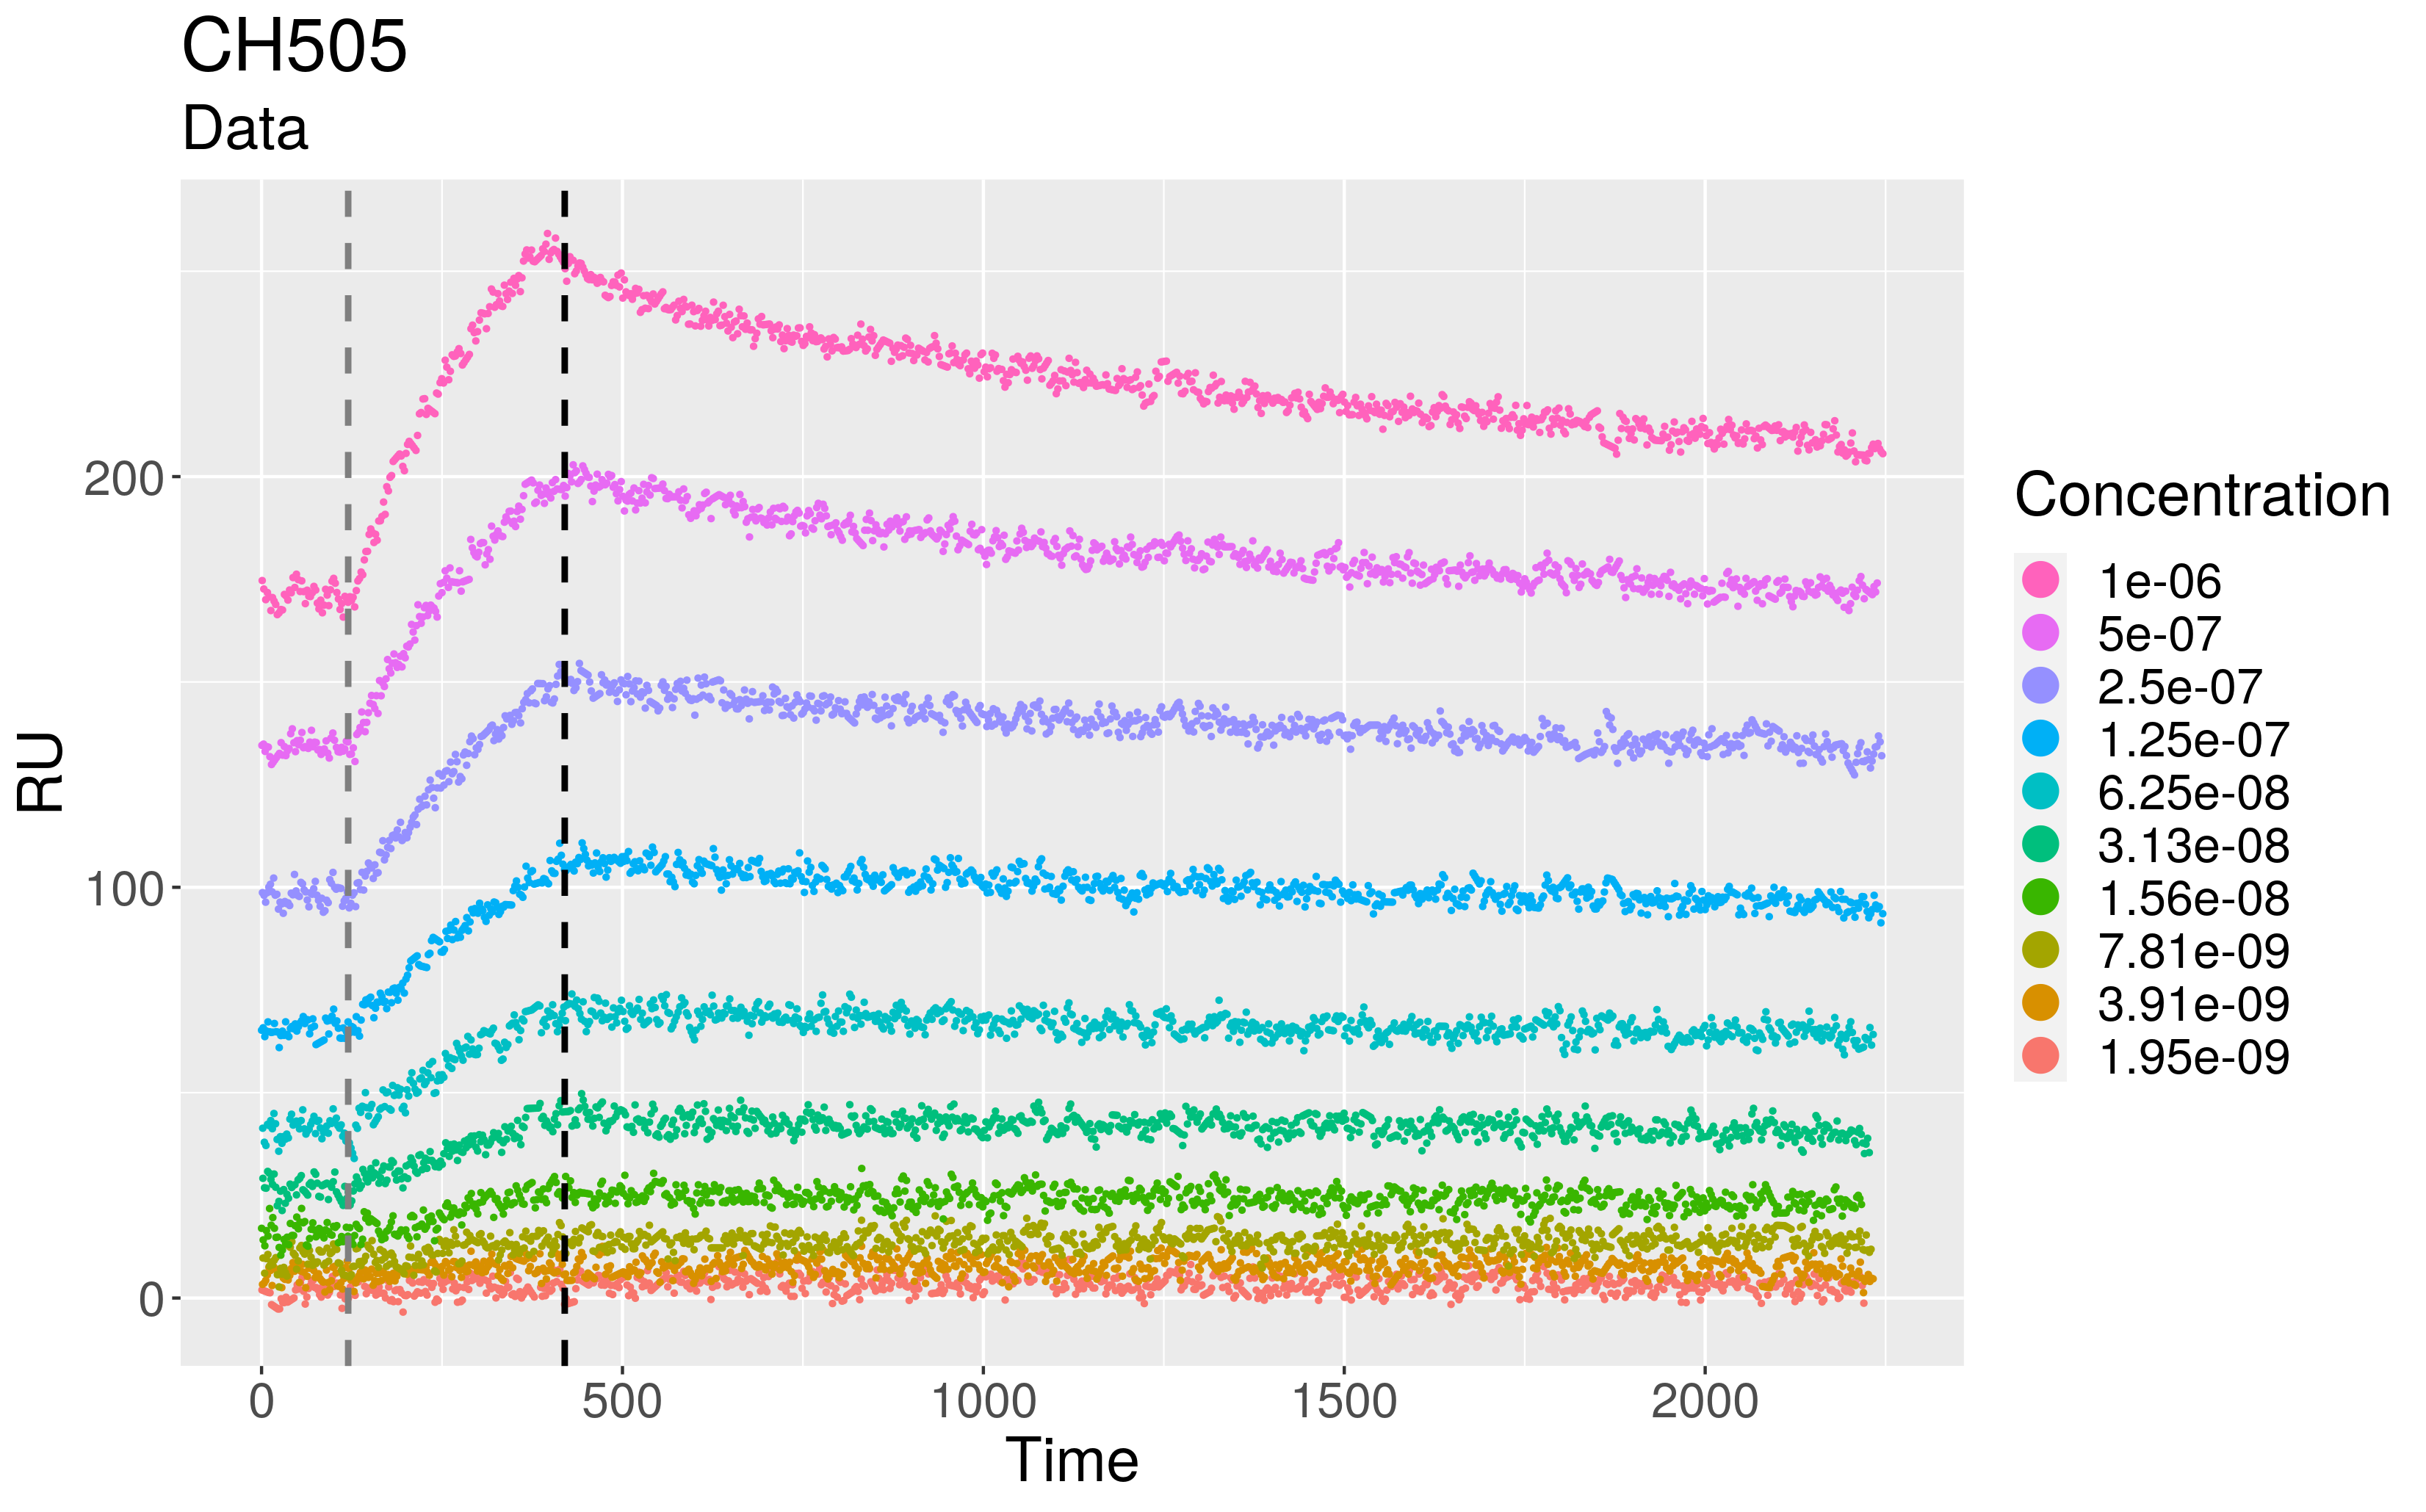 CH505
Data
RU
200
100
0
0 500 1000 1500 2000
Time
Concentration
1e-06
5e-07
2.5e-07
1.25e-07
6.25e-08
3.13e-08
1.56e-08
7.81e-09
3.91e-09
1.95e-09